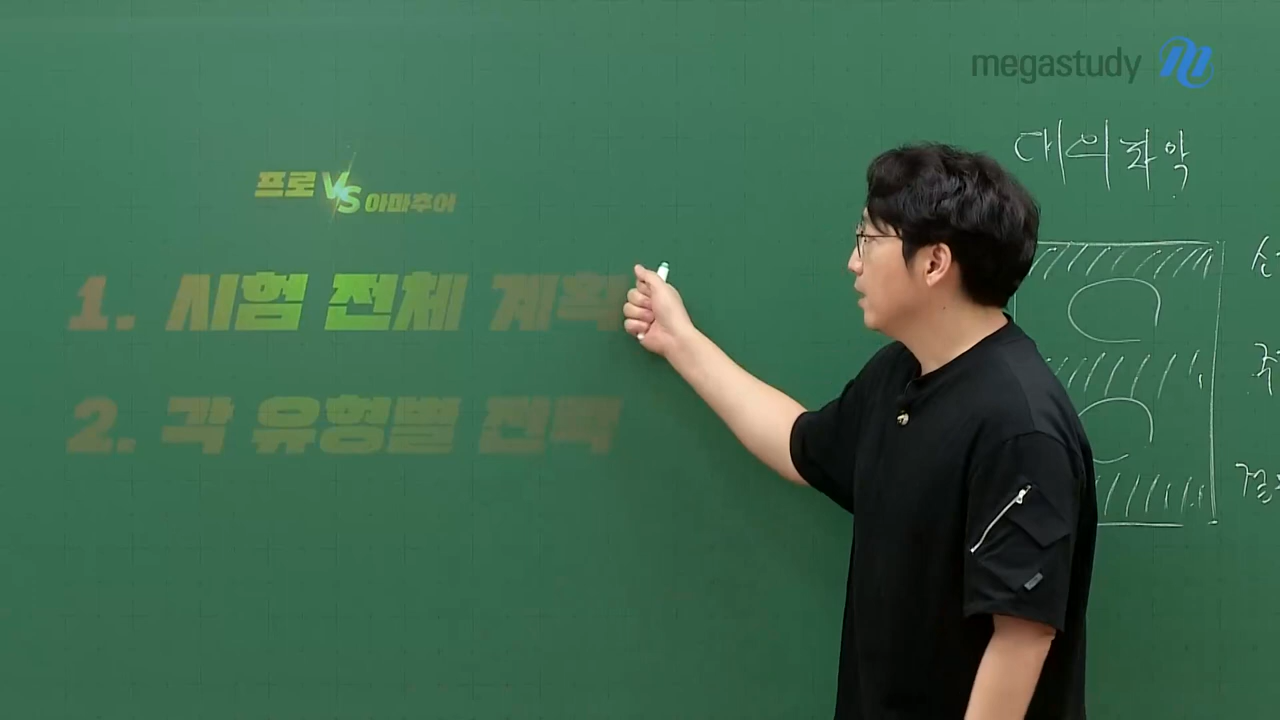 megastudy
대의파악
프로 VS 아마추어
1. 시험 전체 계획
2. 각 유형별 전략